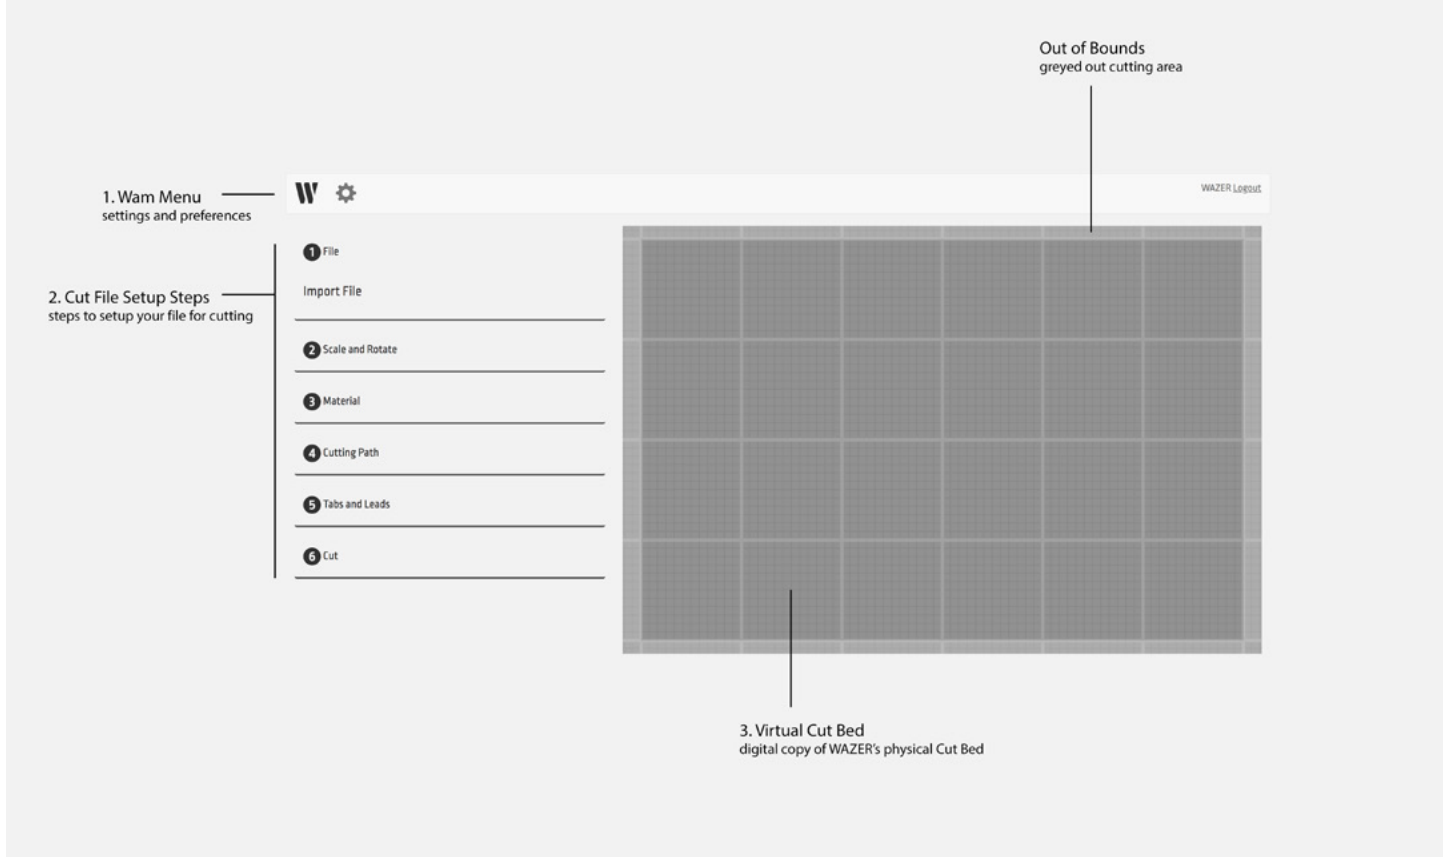 Out of Bounds
greyed out cutting area
1. Wam Menu
settings and preferences
W
WAZER Logout
2. Cut File Setup Steps
steps to setup your file for cutting
1 File
Import File
2 Scale and Rotate
3 Material
4 Cutting Path
5 Tabs and Leads
6 Cut
3. Virtual Cut Bed
digital copy of WAZER's physical Cut Bed